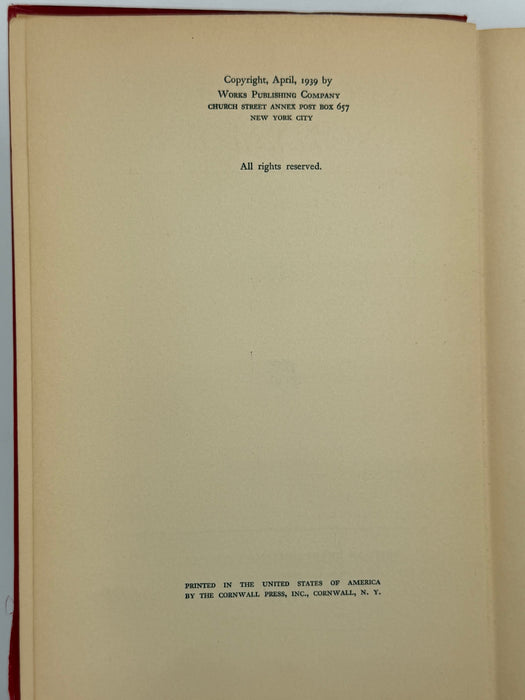 Copyright, April, 1939 by
Works Publishing Company
CHURCH STREET ANNEX POST BOX 657
NEW YORK CITY
All rights reserved.
PRINTED IN THE UNITED STATES OF AMERICA
BY THE CORNWALL PRESS, INC., CORNWALL, N. Y.